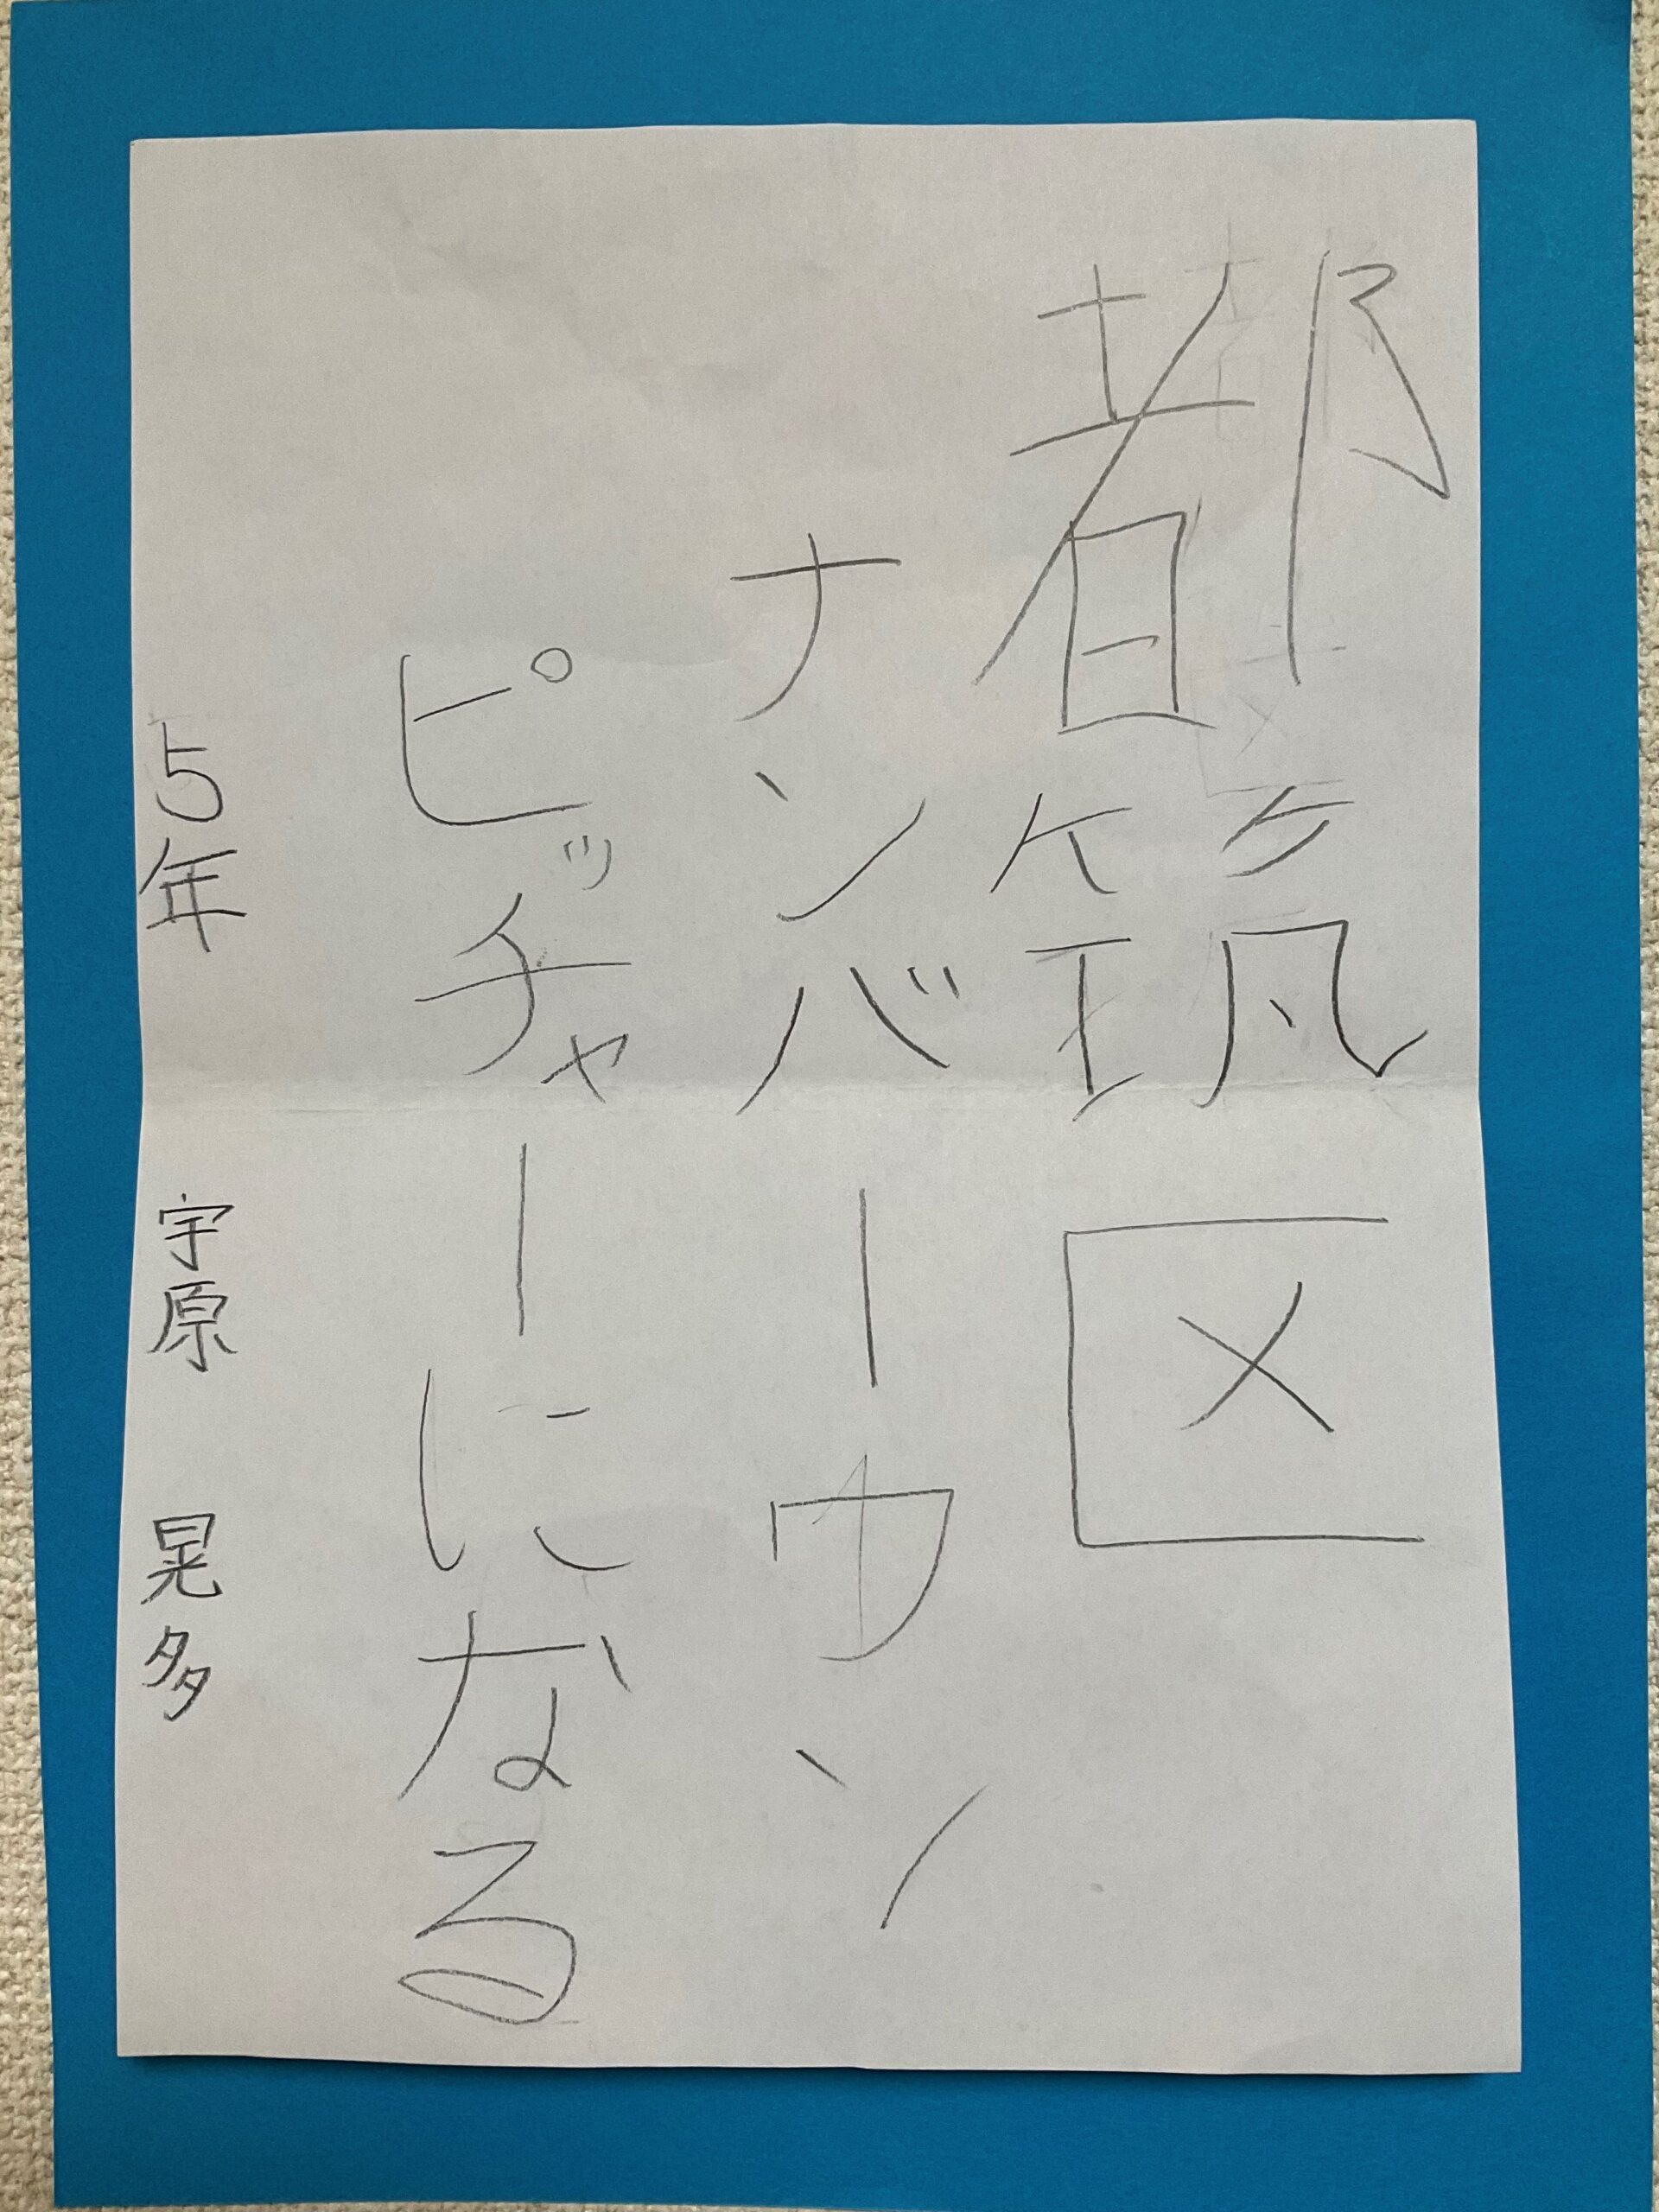 都筑区
ナンバーワン
ピッチャーになる
5年 宇原 晃多